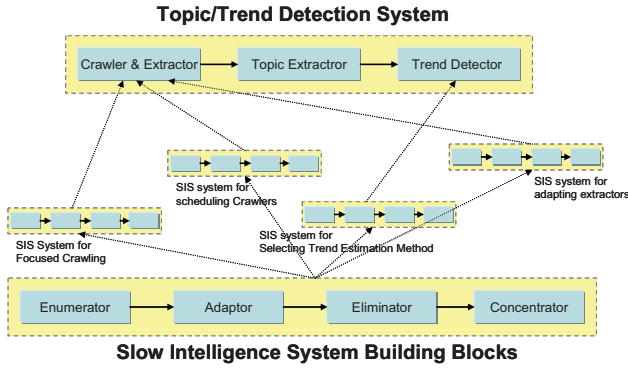 Topic/Trend Detection System
Crawler & Extractor
Topic Extractror
Trend Detector
SIS system for
scheduling Crawlers
SIS system for
adapting extractors
SIS System for
Focused Crawling
SIS system for
Selecting Trend Estimation Method
Enumerator
Adaptor
Eliminator
Concentrator
Slow Intelligence System Building Blocks